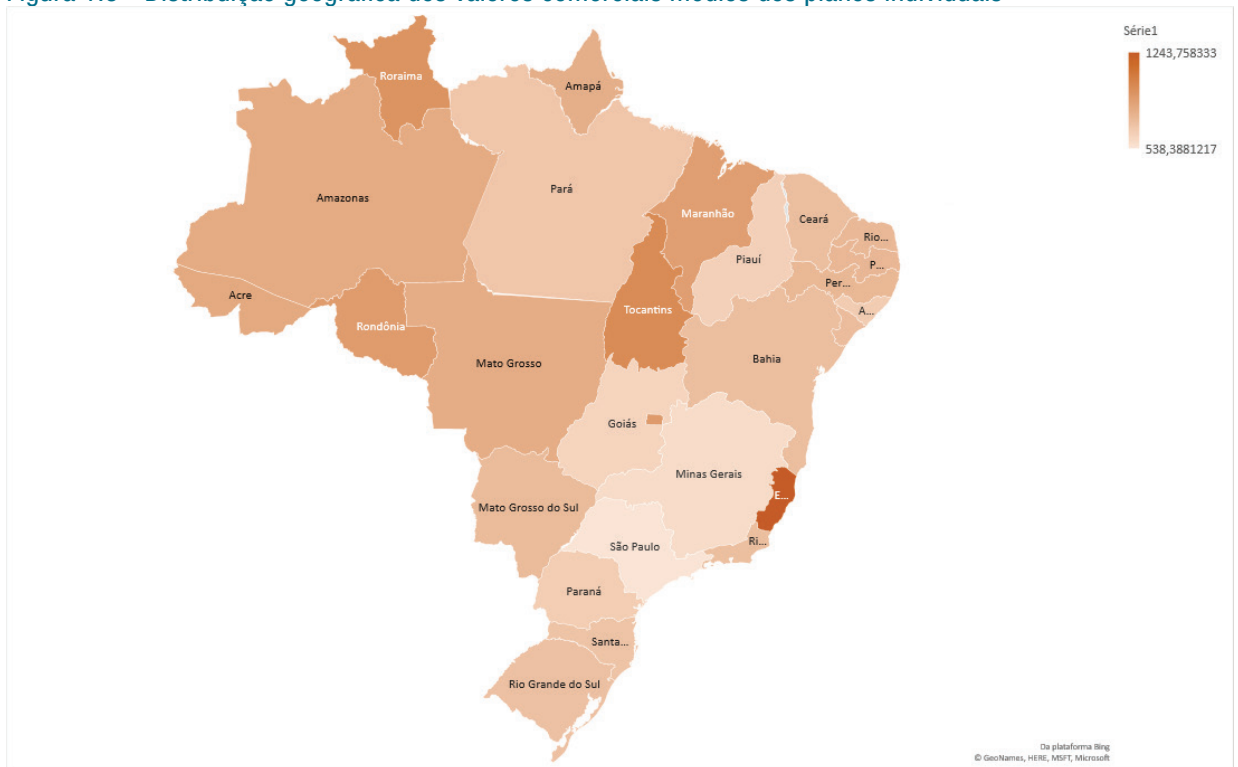 Série1
1243,758333
538,3881217
Roraima
Amapá
Amazonas
Pará
Maranhão
Ceará
Rio...
P...
Piauí
Per...
A...
Acre
Rondônia
Tocantins
Mato Grosso
Bahia
Goiás
Minas Gerais
E...
Mato Grosso do Sul
São Paulo
Ri...
Paraná
Santa...
Rio Grande do Sul
Da plataforma Bing
© GeoNames, HERE, MSFT, Microsoft